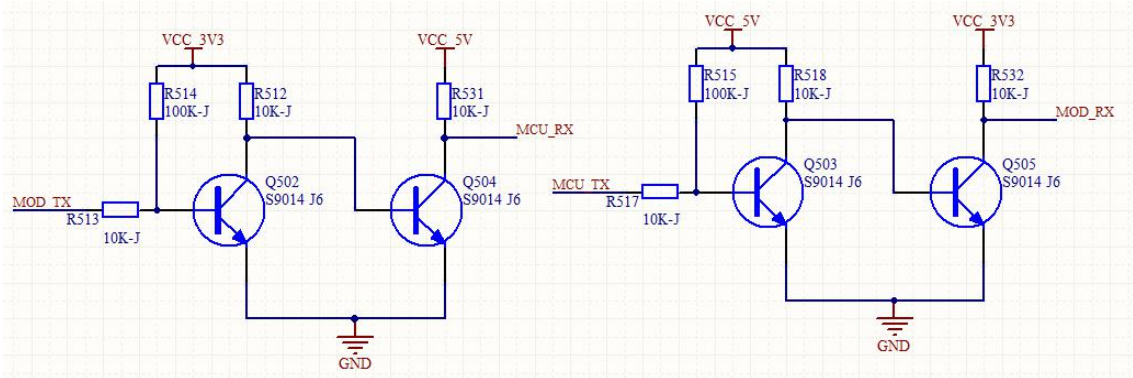 VCC_3V3
R514
100K-J
R512
10K-J
MOD_TX
R513
10K-J
Q502
S9014 J6
VCC_5V
R531
10K-J
MCU_RX
Q504
S9014 J6
GND
VCC_5V
R515
100K-J
R518
10K-J
MCU_TX
R517
10K-J
Q503
S9014 J6
VCC_3V3
R532
10K-J
MOD_RX
Q505
S9014 J6
GND